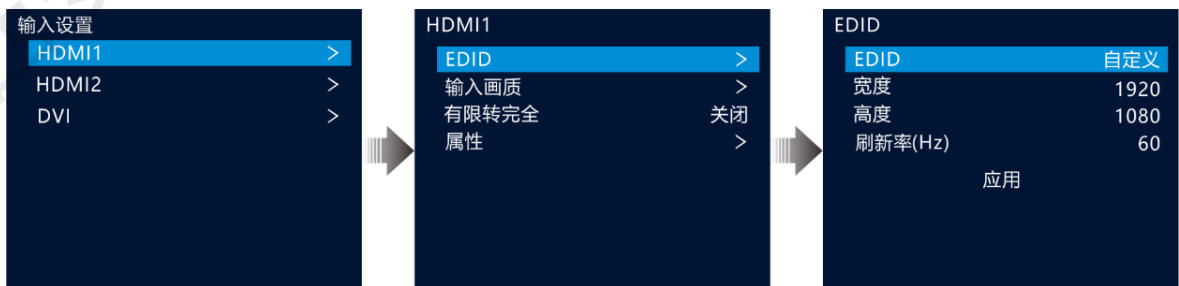 输入设置
HDMI1 >
HDMI2 >
DVI >
HDMI1
EDID >
输入画质 >
有限转完全 关闭
属性 >
EDID
EDID 自定义
宽度 1920
高度 1080
刷新率(Hz) 60
应用